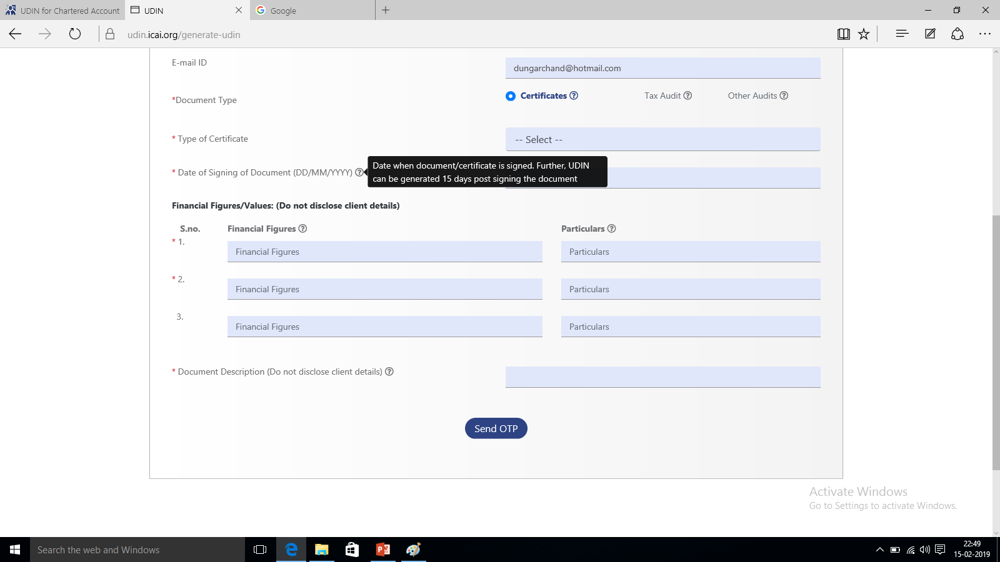 UDIN for Chartered Account
UDIN
Google
udin.icai.org/generate-udin
E-mail ID
dungarchand@hotmail.com
*Document Type
Certificates
Tax Audit
Other Audits
* Type of Certificate
-- Select --
* Date of Signing of Document (DD/MM/YYYY)
Date when document/certificate is signed. Further, UDIN
can be generated 15 days post signing the document
Financial Figures/Values: (Do not disclose client details)
S.no. Financial Figures Particulars
* 1. Financial Figures Particulars
* 2. Financial Figures Particulars
3. Financial Figures Particulars
* Document Description (Do not disclose client details)
Send OTP
Activate Windows
Go to Settings to activate Windows.
Search the web and Windows
22:49
15-02-2019